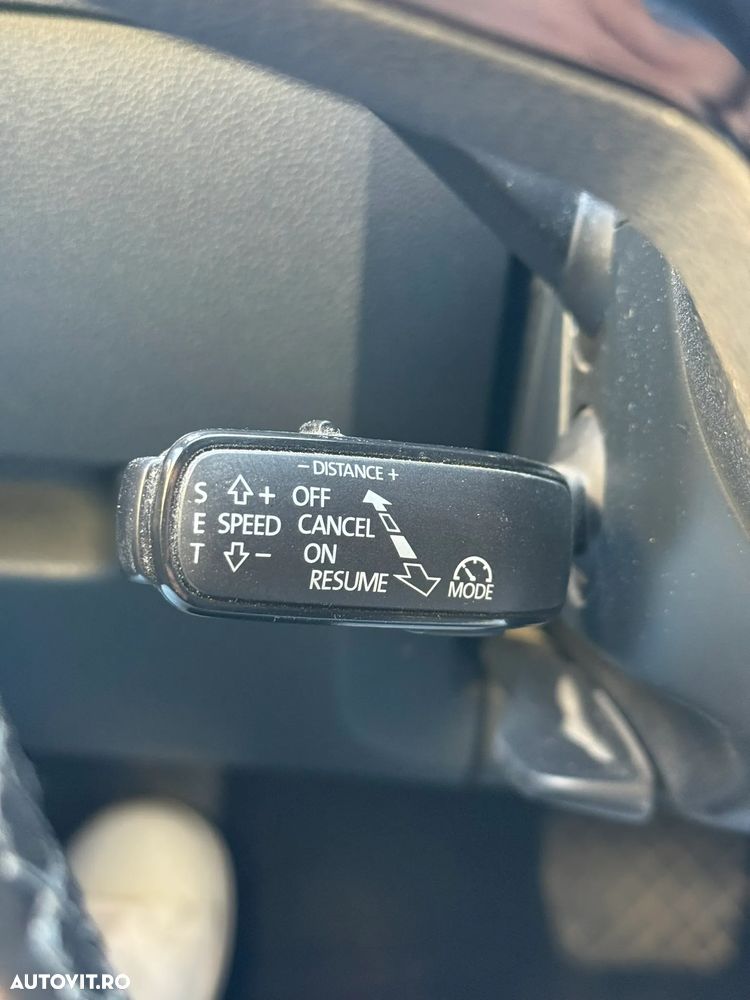 − DISTANCE +
S + OFF
E SPEED CANCEL
T − ON
RESUME
MODE
AUTOVIT.RO